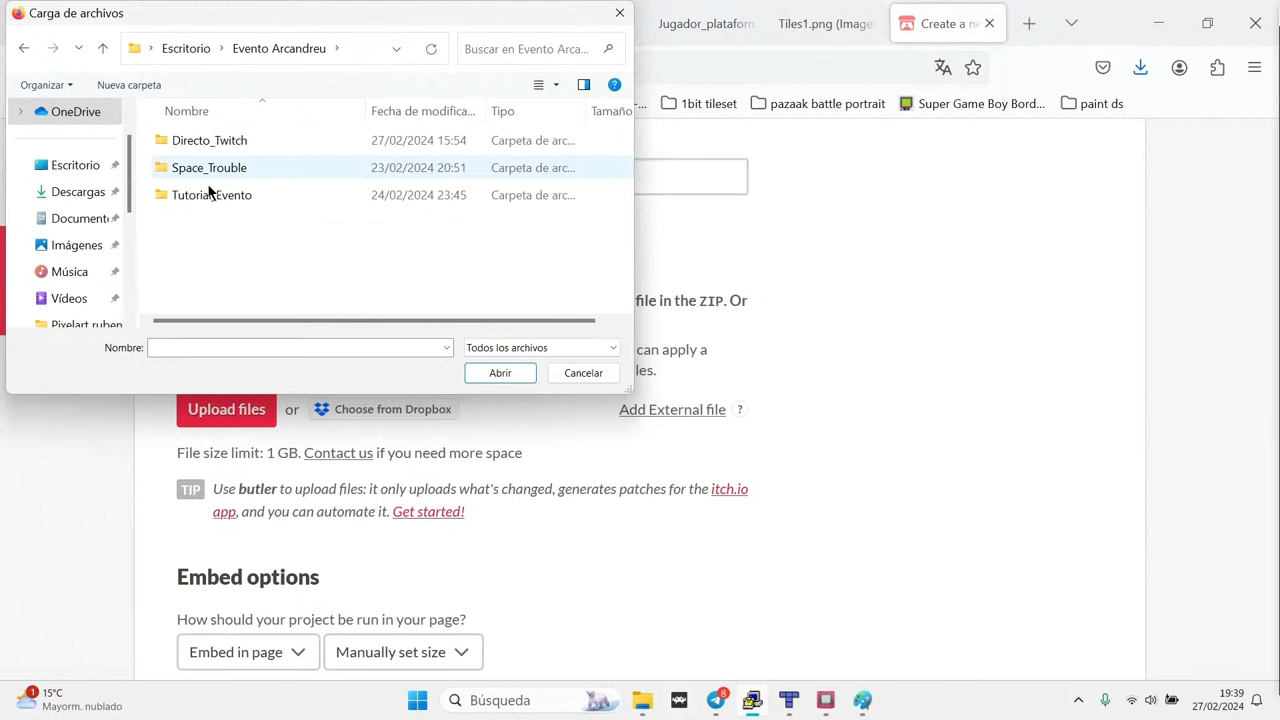 Carga de archivos
Jugador_plataform
Tiles1.png (Image
Create a ne
Escritorio
Evento Arcandreu
Buscar en Evento Arca...
Organizar
Nueva carpeta
OneDrive
Nombre
Fecha de modifica...
Tipo
Tamaño
1bit tileset
pazaak battle portrait
Super Game Boy Bord...
paint ds
Directo_Twitch
27/02/2024 15:54
Carpeta de arc...
Escritorio
Space_Trouble
23/02/2024 20:51
Carpeta de arc...
Descargas
Tutorial_Evento
24/02/2024 23:45
Carpeta de arc...
Document
Imágenes
Música
Vídeos
Pixelart ruben
file in the ZIP. Or
Nombre:
Todos los archivos
can apply a
Abrir
Cancelar
les.
Upload files
or
Choose from Dropbox
Add External file
?
File size limit: 1 GB. Contact us if you need more space
TIP
Use butler to upload files: it only uploads what's changed, generates patches for the itch.io
app, and you can automate it. Get started!
Embed options
How should your project be run in your page?
Embed in page
Manually set size
1
15°C
Mayorm. nublado
Búsqueda
8
19:39
27/02/2024